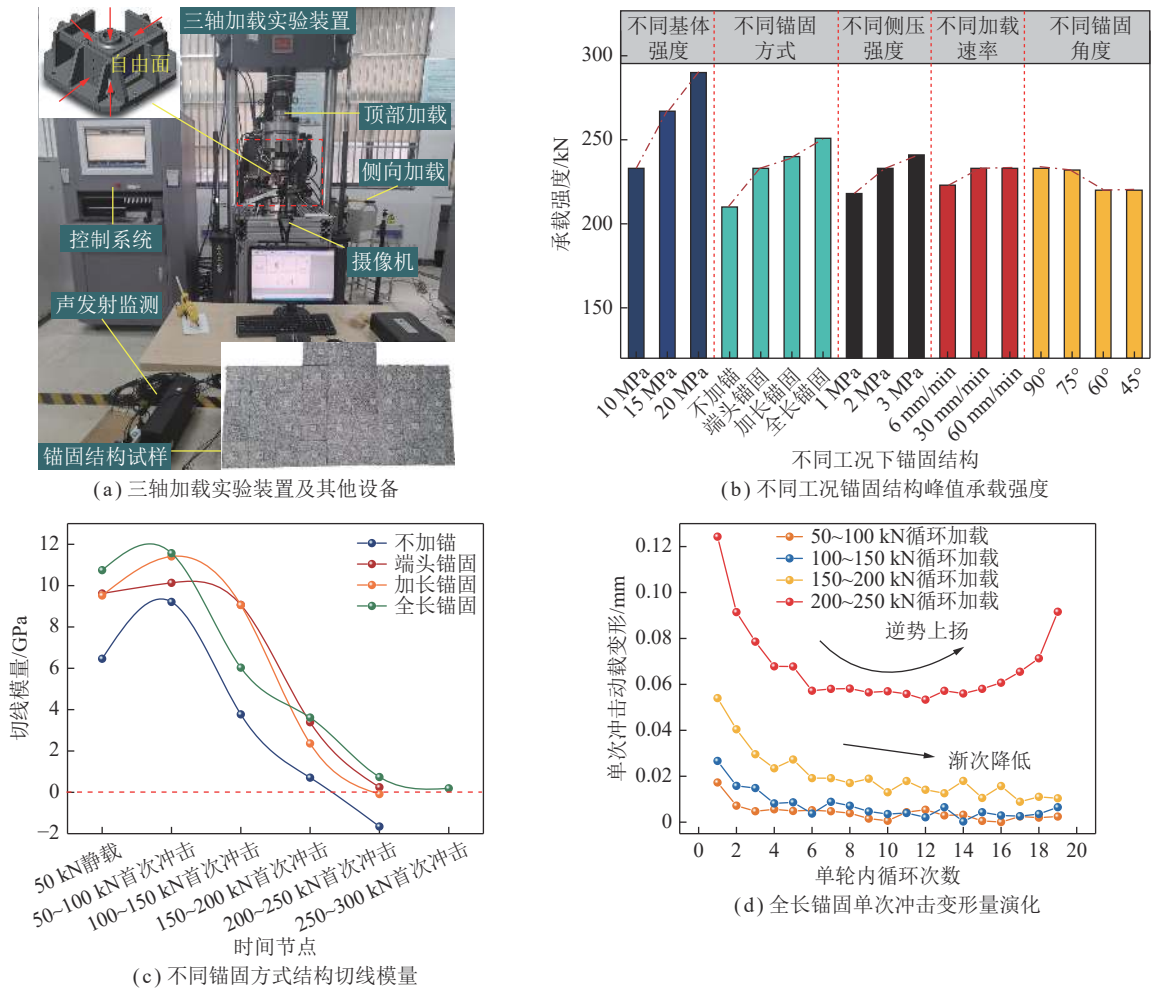 三轴加载实验装置
自由面
顶部加载
侧向加载
控制系统
摄像机
声发射监测
锚固结构试样
(a) 三轴加载实验装置及其他设备
不同基体强度
不同锚固方式
不同侧压强度
不同加载速率
不同锚固角度
承载强度/kN
300
250
200
150
10 MPa
15 MPa
20 MPa
不加锚
端头锚固
加长锚固
全长锚固
1 MPa
2 MPa
3 MPa
6 mm/min
30 mm/min
60 mm/min
90°
75°
60°
45°
不同工况下锚固结构
(b) 不同工况锚固结构峰值承载强度
切线模量/GPa
12
10
8
6
4
2
0
−2
不加锚
端头锚固
加长锚固
全长锚固
50 kN静载
50~100 kN首次冲击
100~150 kN首次冲击
150~200 kN首次冲击
200~250 kN首次冲击
250~300 kN首次冲击
时间节点
(c) 不同锚固方式结构切线模量
单次冲击动载变形/mm
0.12
0.10
0.08
0.06
0.04
0.02
0
50~100 kN循环加载
100~150 kN循环加载
150~200 kN循环加载
200~250 kN循环加载
逆势上扬
渐次降低
0 2 4 6 8 10 12 14 16 18 20
单轮内循环次数
(d) 全长锚固单次冲击变形量演化